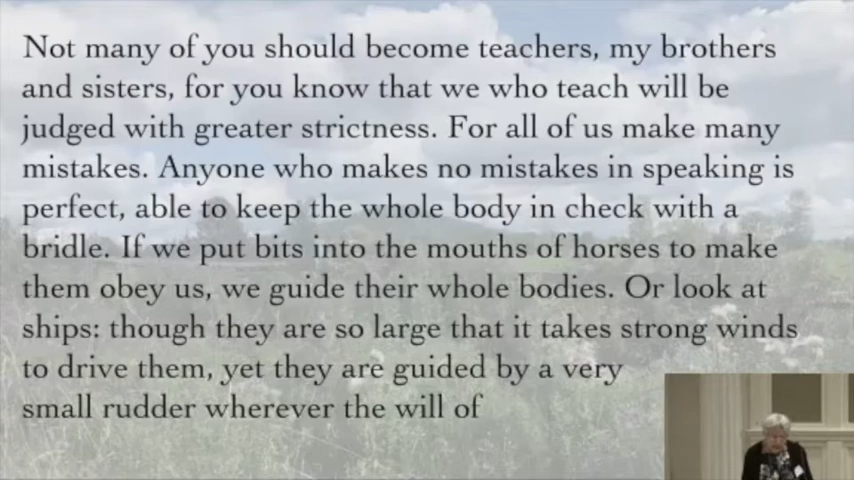 Not many of you should become teachers, my brothers
and sisters, for you know that we who teach will be
judged with greater strictness. For all of us make many
mistakes. Anyone who makes no mistakes in speaking is
perfect, able to keep the whole body in check with a
bridle. If we put bits into the mouths of horses to make
them obey us, we guide their whole bodies. Or look at
ships: though they are so large that it takes strong winds
to drive them, yet they are guided by a very
small rudder wherever the will of